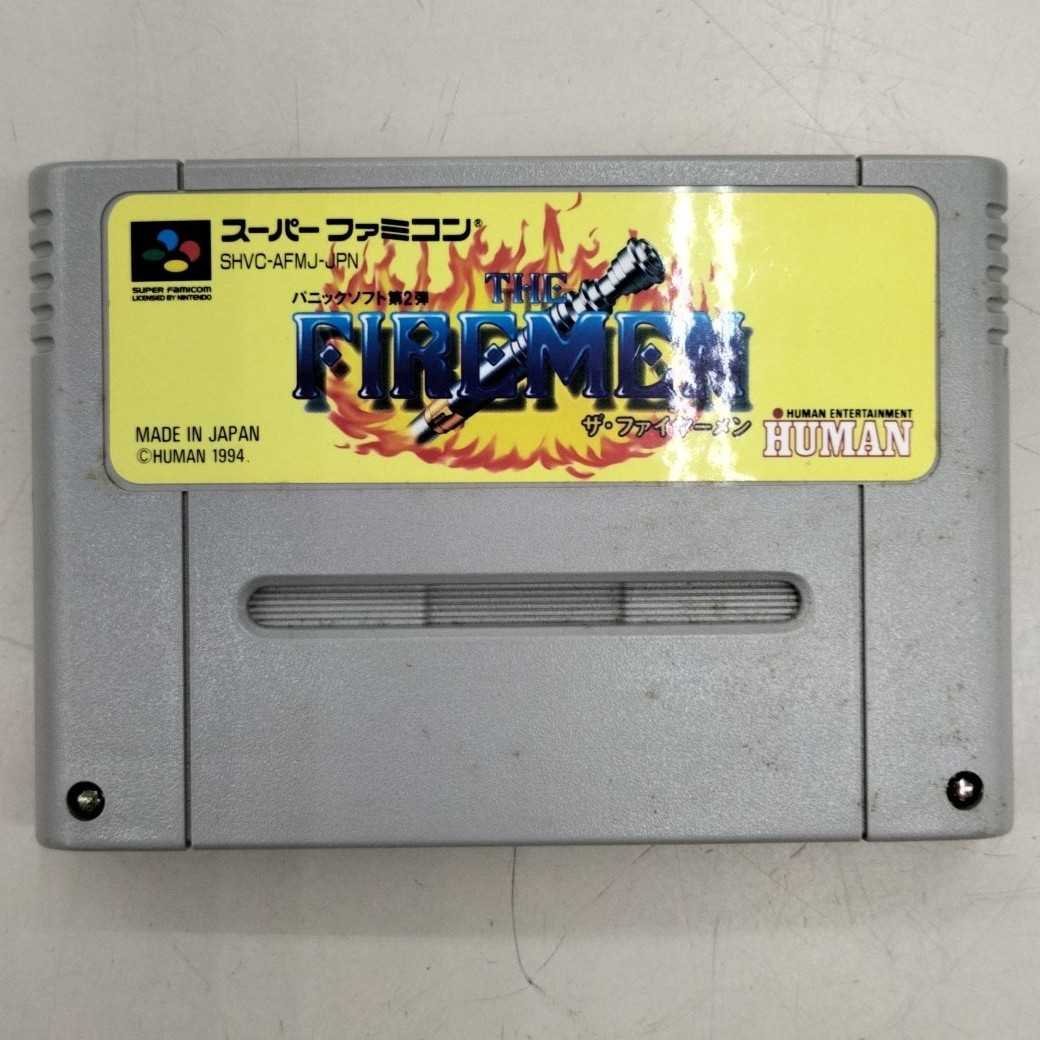 スーパーファミコン®
SHVC-AFMJ-JPN
SUPER FAMICOM
LICENSED BY NINTENDO
パニックソフト第2弾
THE
FIREMEN
ザ・ファイヤーメン
MADE IN JAPAN
©HUMAN 1994.
HUMAN ENTERTAINMENT
HUMAN